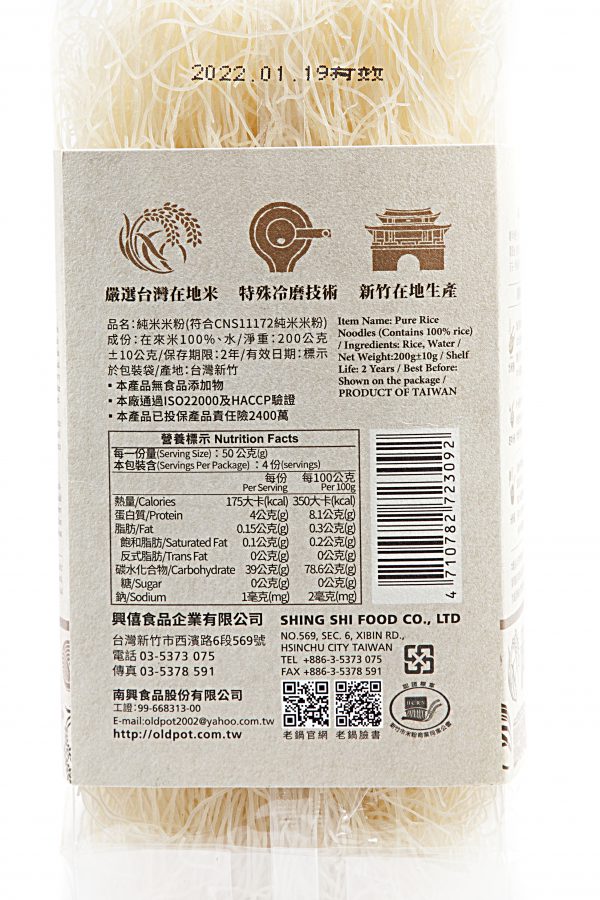 2022.01.19有效
嚴選台灣在地米 特殊冷磨技術 新竹在地生產
品名:純米米粉(符合CNS11172純米米粉)
成份:在來米100%、水/淨重:200公克
±10公克/保存期限:2年/有效日期:標示
於包裝袋/產地:台灣新竹
•本產品無食品添加物
•本廠通過ISO22000及HACCP驗證
•本產品已投保產品責任險2400萬
Item Name: Pure Rice
Noodles (Contains 100% rice)
/ Ingredients: Rice, Water /
Net Weight:200g±10g / Shelf
Life: 2 Years / Best Before:
Shown on the package /
PRODUCT OF TAIWAN
營養標示 Nutrition Facts
每一份量(Serving Size):50公克(g)
本包裝含(Servings Per Package):4份(servings)
每份 每100公克
Per Serving Per 100g
熱量/Calories 175大卡(kcal) 350大卡(kcal)
蛋白質/Protein 4公克(g) 8.1公克(g)
脂肪/Fat 0.15公克(g) 0.3公克(g)
飽和脂肪/Saturated Fat 0.1公克(g) 0.2公克(g)
反式脂肪/Trans Fat 0公克(g) 0公克(g)
碳水化合物/Carbohydrate 39公克(g) 78.6公克(g)
糖/Sugar 0公克(g) 0公克(g)
鈉/Sodium 1毫克(mg) 2毫克(mg)
4 710782 723092
興僖食品企業有限公司
台灣新竹市西濱路6段569號
電話 03-5373 075
傳真 03-5378 591
SHING SHI FOOD CO., LTD
NO.569, SEC. 6, XIBIN RD.,
HSINCHU CITY TAIWAN
TEL +886-3-5373 075
FAX +886-3-5378 591
南興食品股份有限公司
工證:99-668313-00
E-mail:oldpot2002@yahoo.com.tw
http://oldpot.com.tw
老鍋官網 老鍋臉書
新竹市米粉商業同業公會